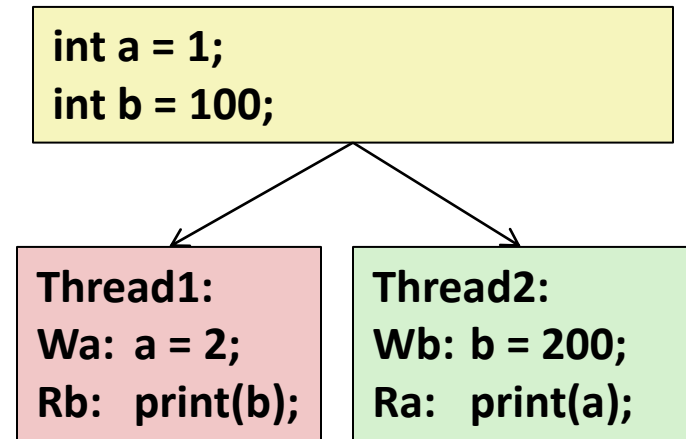 int a = 1;
int b = 100;
Thread1:
Wa: a = 2;
Rb: print(b);
Thread2:
Wb: b = 200;
Ra: print(a);